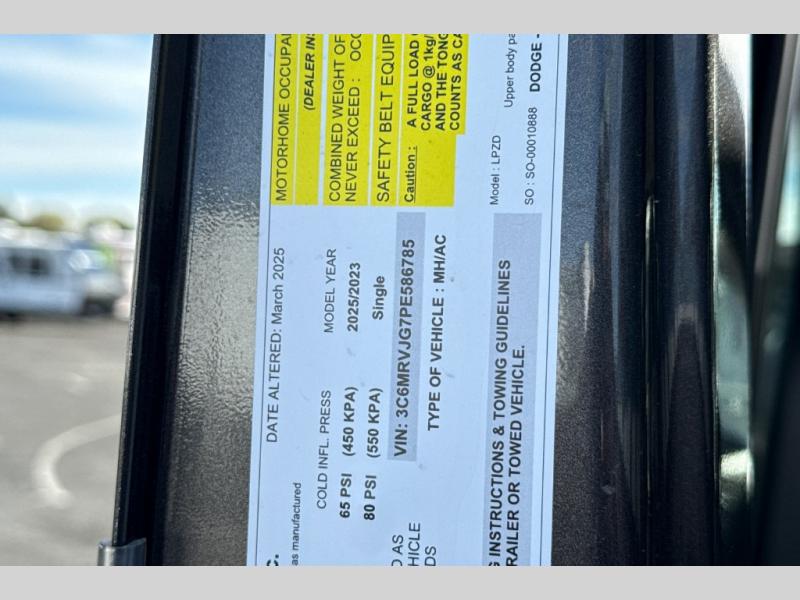 C.
as manufactured
DATE ALTERED: March 2025
COLD INFL. PRESS
MODEL YEAR
65 PSI (450 KPA)
2025/2023
80 PSI (550 KPA)
Single
VIN: 3C6MRVJG7PE586785
TYPE OF VEHICLE : MH/AC
D AS
HICLE
DS
G INSTRUCTIONS & TOWING GUIDELINES
RAILER OR TOWED VEHICLE.
MOTORHOME OCCUPA
(DEALER IN
COMBINED WEIGHT OF
NEVER EXCEED : OCC
SAFETY BELT EQUIP
Caution :
A FULL LOAD
CARGO @ 1kg/
AND THE TONG
COUNTS AS CA
Model : LPZD
Upper body pa
SO : SO-00010888
DODGE -